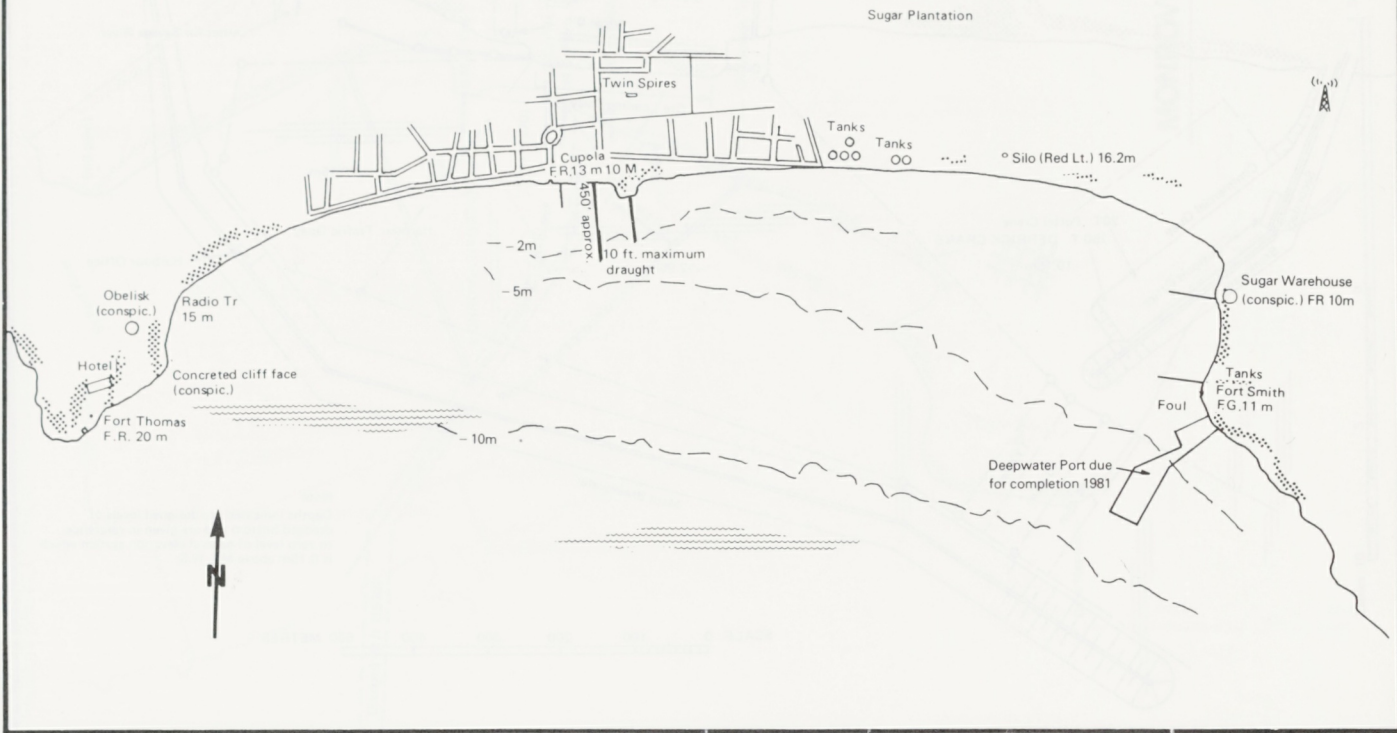 Sugar Plantation
Twin Spires
Tanks
Tanks
Silo (Red Lt.) 16.2m
Cupola
F.R.13 m 10 M
450' approx.
10 ft. maximum
draught
-2m
-5m
Obelisk
(conspic.)
Radio Tr
15 m
Hotel
Concreted cliff face
(conspic.)
Fort Thomas
F.R. 20 m
-10m
Sugar Warehouse
(conspic.) FR 10m
Tanks
Fort Smith
F.G.11 m
Foul
Deepwater Port due
for completion 1981
N